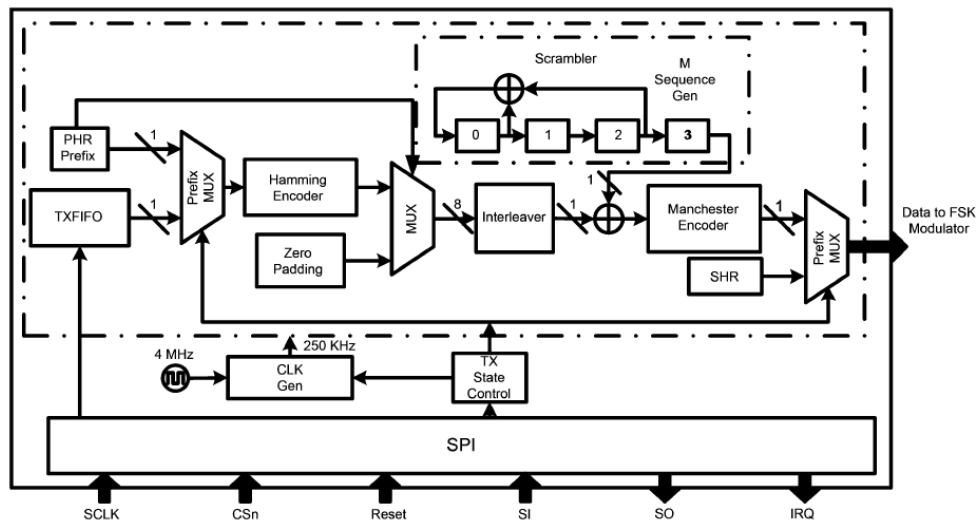 Scrambler
M
Sequence
Gen
0
1
2
3
PHR
Prefix
1
TXFIFO
1
Prefix
MUX
Hamming
Encoder
Zero
Padding
MUX
8
Interleaver
1
1
Manchester
Encoder
1
SHR
Prefix
MUX
Data to FSK
Modulator
4 MHz
250 KHz
CLK
Gen
TX
State
Control
SPI
SCLK
CSn
Reset
SI
SO
IRQ